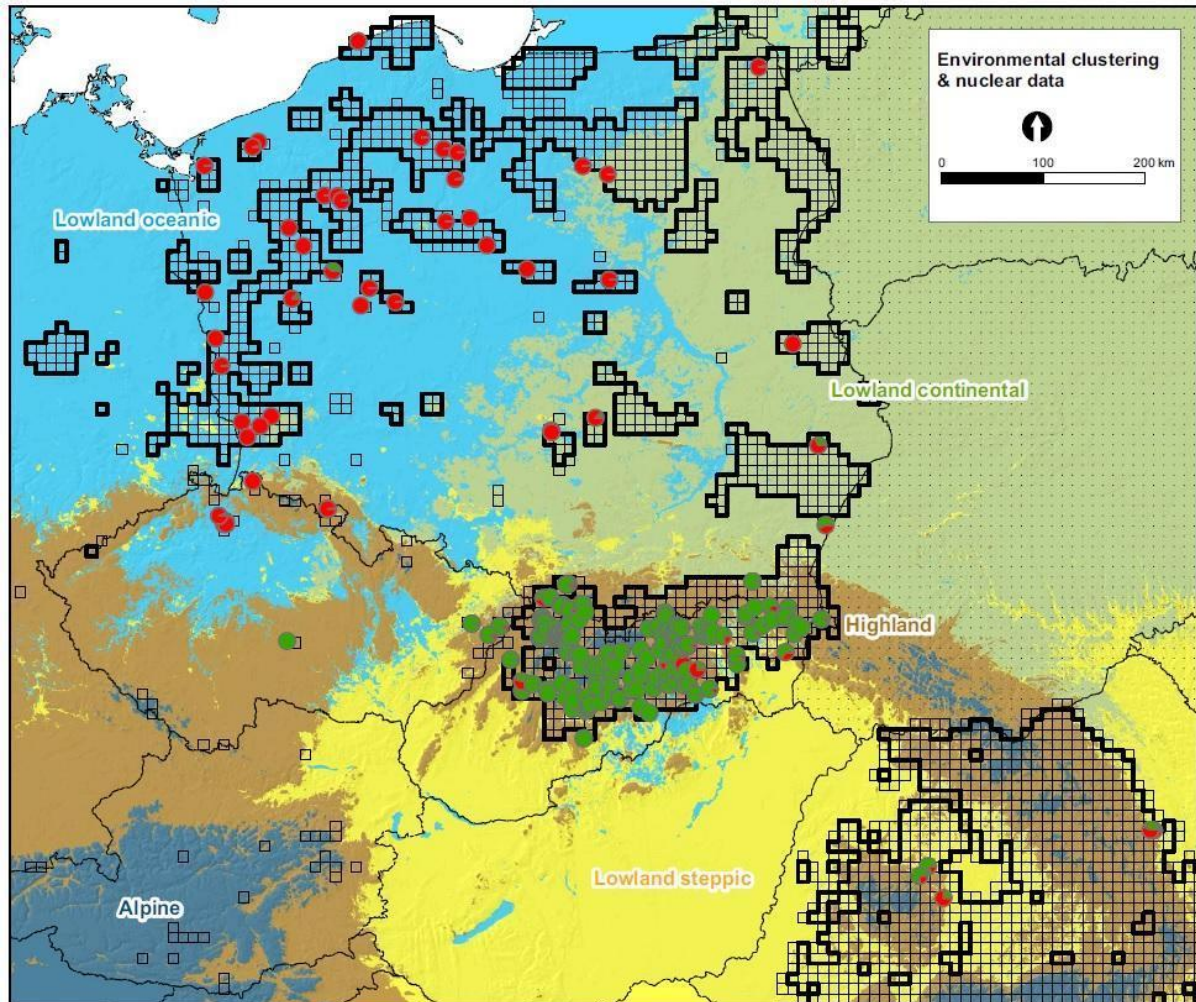 Environmental clustering
& nuclear data
0 100 200 km
Lowland oceanic
Lowland continental
Highland
Lowland steppic
Alpine